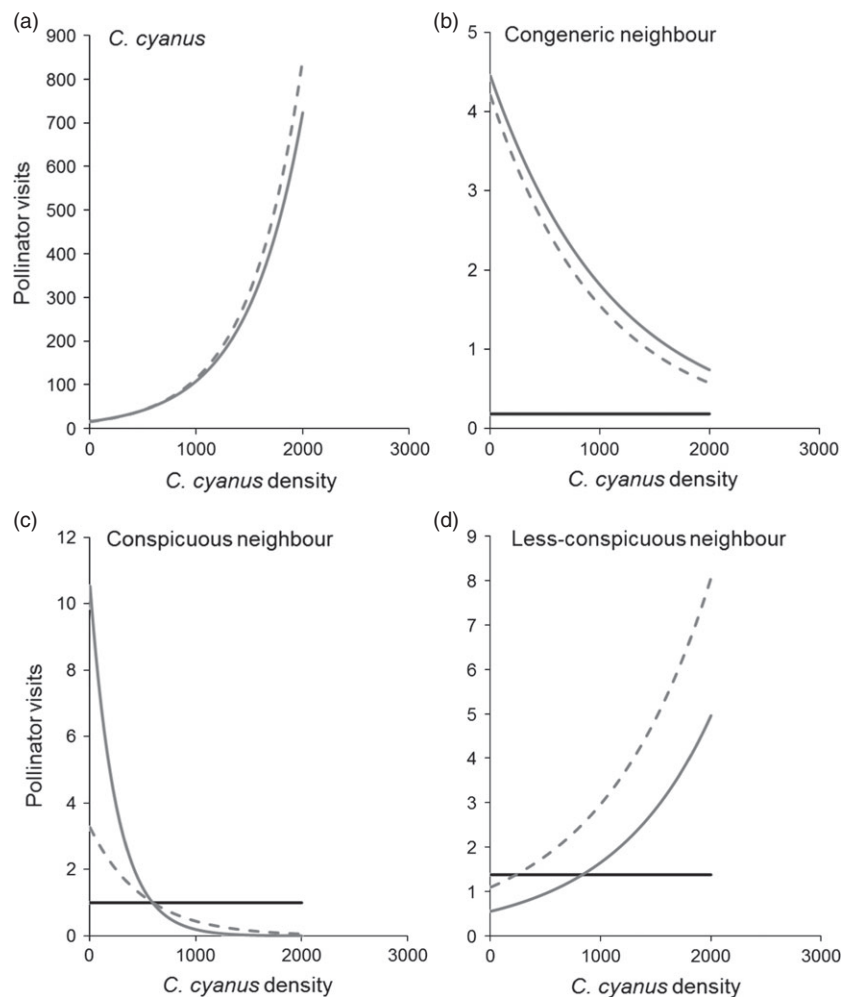 (a)
C. cyanus
900
800
700
600
500
400
300
200
100
0
Pollinator visits
0 1000 2000 3000
C. cyanus density
(b)
Congeneric neighbour
5
4
3
2
1
0
0 1000 2000 3000
C. cyanus density
(c)
Conspicuous neighbour
12
10
8
6
4
2
0
Pollinator visits
0 1000 2000 3000
C. cyanus density
(d)
Less-conspicuous neighbour
9
8
7
6
5
4
3
2
1
0
0 1000 2000 3000
C. cyanus density